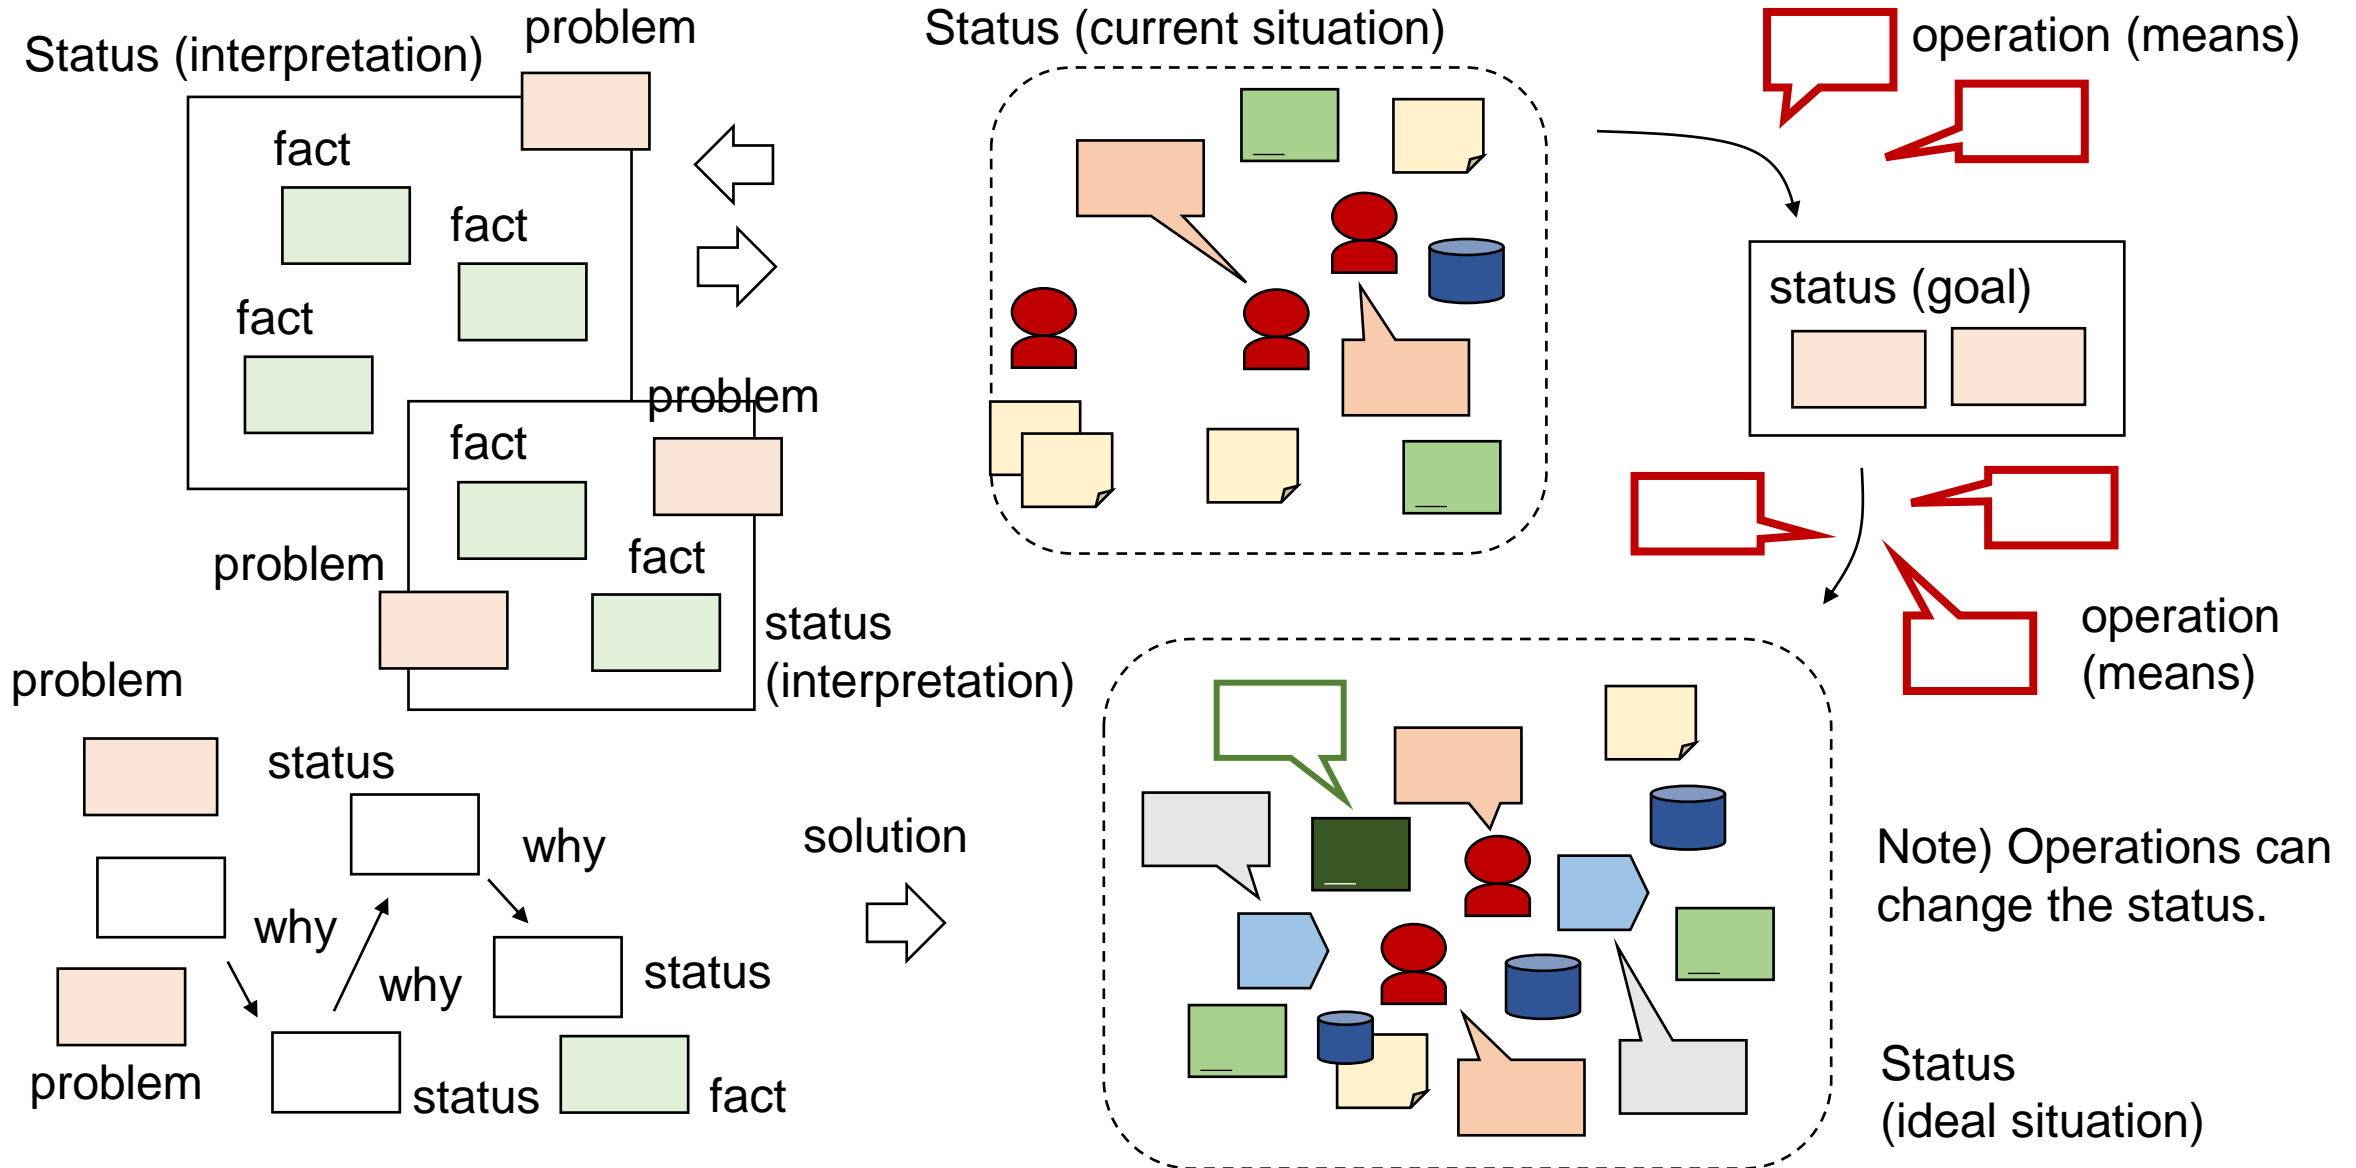 Status (interpretation)
problem
fact
fact
fact
problem
fact
problem
fact
status
(interpretation)
problem
status
why
why
why
status
problem
status
fact
Status (current situation)
operation (means)
status (goal)
operation
(means)
solution
Note) Operations can
change the status.
Status
(ideal situation)